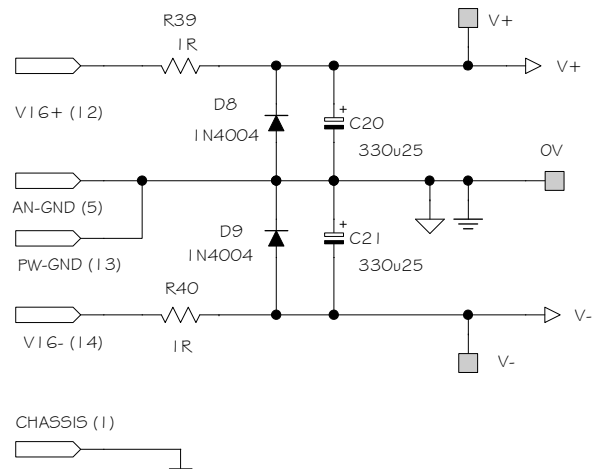 R39
1R
V+
V+
V16+ (12)
D8
1N4004
+
C20
330u25
0V
AN-GND (5)
PW-GND (13)
D9
1N4004
+
C21
330u25
R40
1R
V16- (14)
V-
V-
CHASSIS (1)